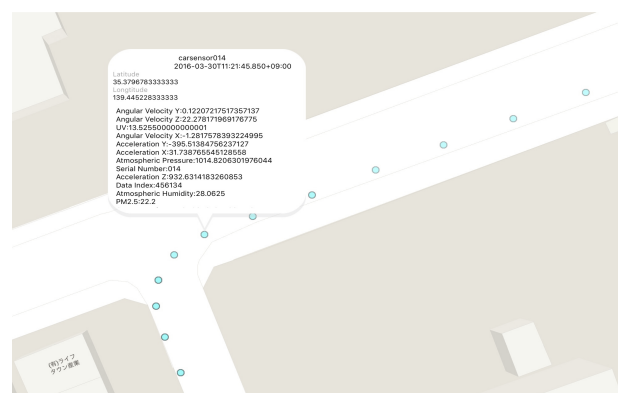 carsensor014
2016-03-30T11:21:45.850+09:00
Latitude
35.3796783333333
Longtitude
139.445228333333
Angular Velocity Y:0.12207217517357137
Angular Velocity Z:22.278171969176775
UV:13.525500000000001
Angular Velocity X:-1.2817578393224995
Acceleration Y:-395.51384756237127
Acceleration X:31.738765545128558
Atmospheric Pressure:1014.8206301976044
Serial Number:014
Acceleration Z:932.6314183260853
Data Index:456134
Atmospheric Humidity:28.0625
PM2.5:22.2
(有)ライフ
タウン産業